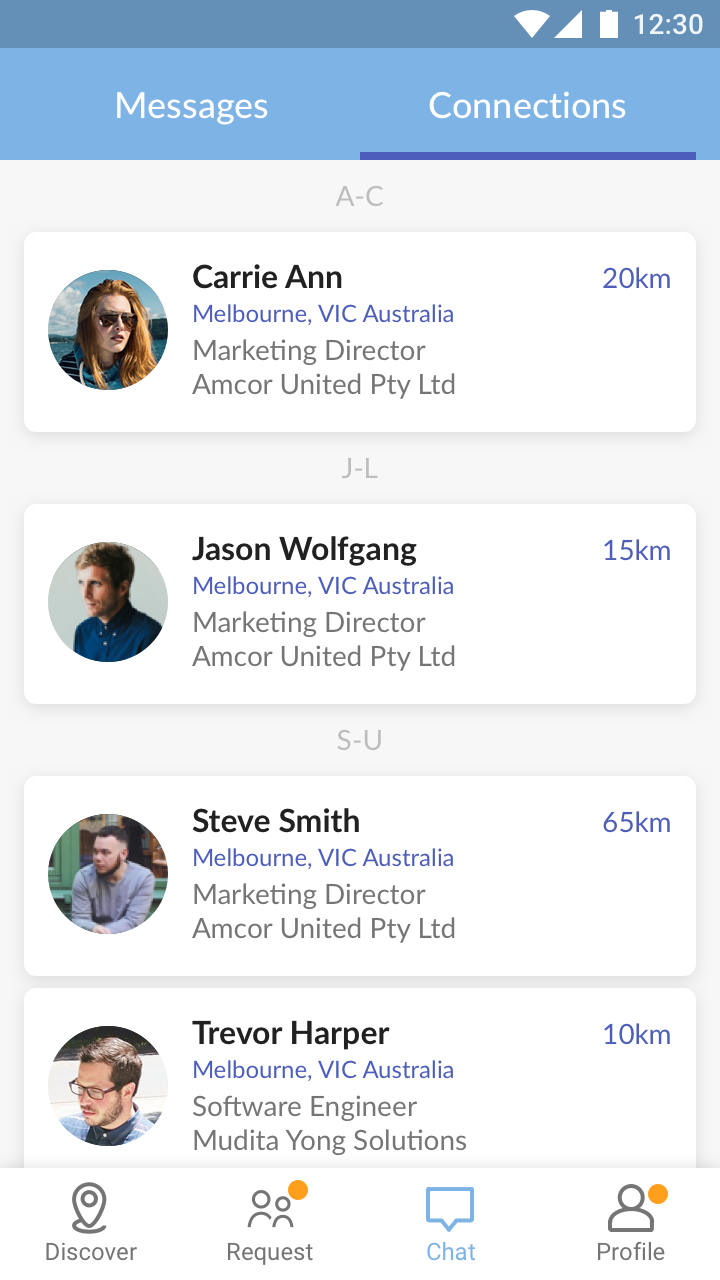 12:30
Messages
Connections
A-C
Carrie Ann
20km
Melbourne, VIC Australia
Marketing Director
Amcor United Pty Ltd
J-L
Jason Wolfgang
15km
Melbourne, VIC Australia
Marketing Director
Amcor United Pty Ltd
S-U
Steve Smith
65km
Melbourne, VIC Australia
Marketing Director
Amcor United Pty Ltd
Trevor Harper
10km
Melbourne, VIC Australia
Software Engineer
Mudita Yong Solutions
Discover
Request
Chat
Profile